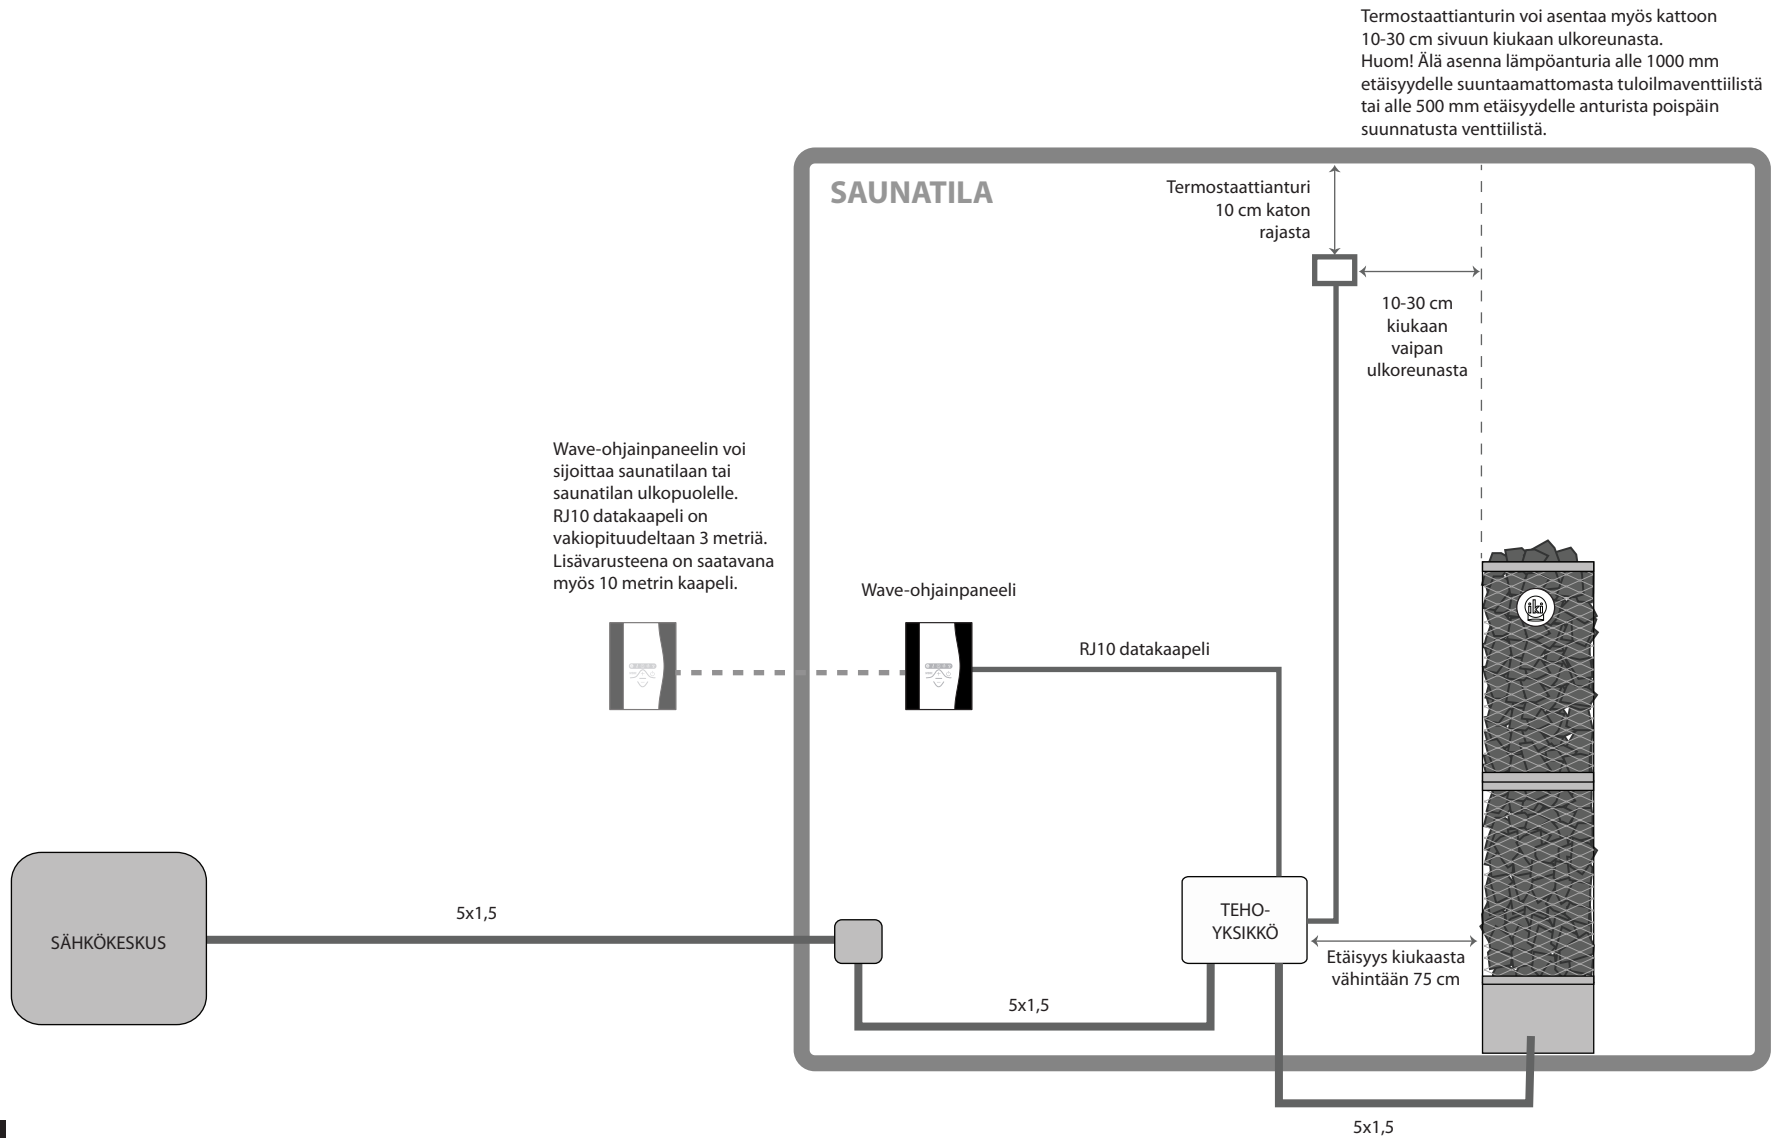 Termostaattianturin voi asentaa myös kattoon
10-30 cm sivuun kiukaan ulkoreunasta.
Huom! Älä asenna lämpöanturia alle 1000 mm
etäisyydelle suuntaamattomasta tuloilmaventtiilistä
tai alle 500 mm etäisyydelle anturista poispäin
suunnatusta venttiilistä.
SAUNATILA
Termostaattianturi
10 cm katon
rajasta
10-30 cm
kiukaan
vaipan
ulkoreunasta
Wave-ohjainpaneelin voi
sijoittaa saunatilaan tai
saunatilan ulkopuolelle.
RJ10 datakaapeli on
vakiopituudeltaan 3 metriä.
Lisävarusteena on saatavana
myös 10 metrin kaapeli.
Wave-ohjainpaneeli
RJ10 datakaapeli
iki
SÄHKÖKESKUS
5x1,5
TEHO-
YKSIKKÖ
Etäisyys kiukaasta
vähintään 75 cm
5x1,5
5x1,5